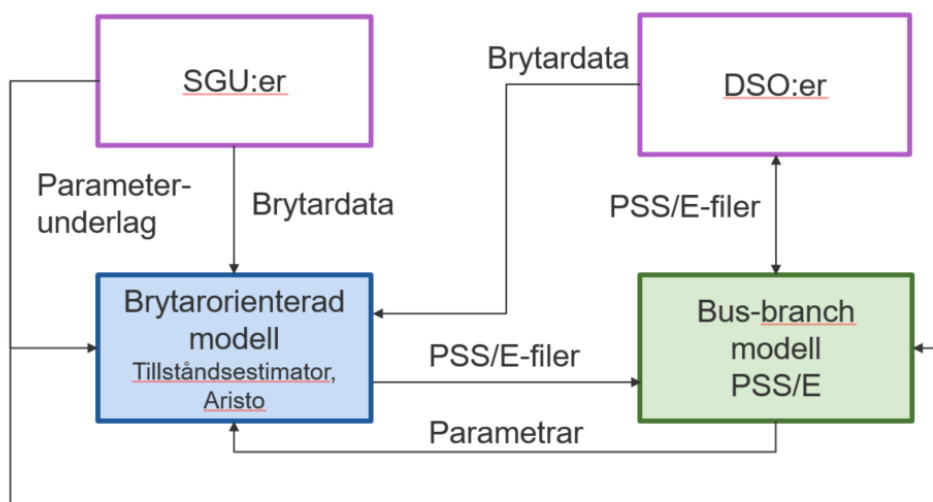 SGU:er
Brytardata
DSO:er
Parameter-
underlag
Brytardata
PSS/E-filer
Brytarorienterad
modell
Tillståndsestimator,
Aristo
PSS/E-filer
Bus-branch
modell
PSS/E
Parametrar